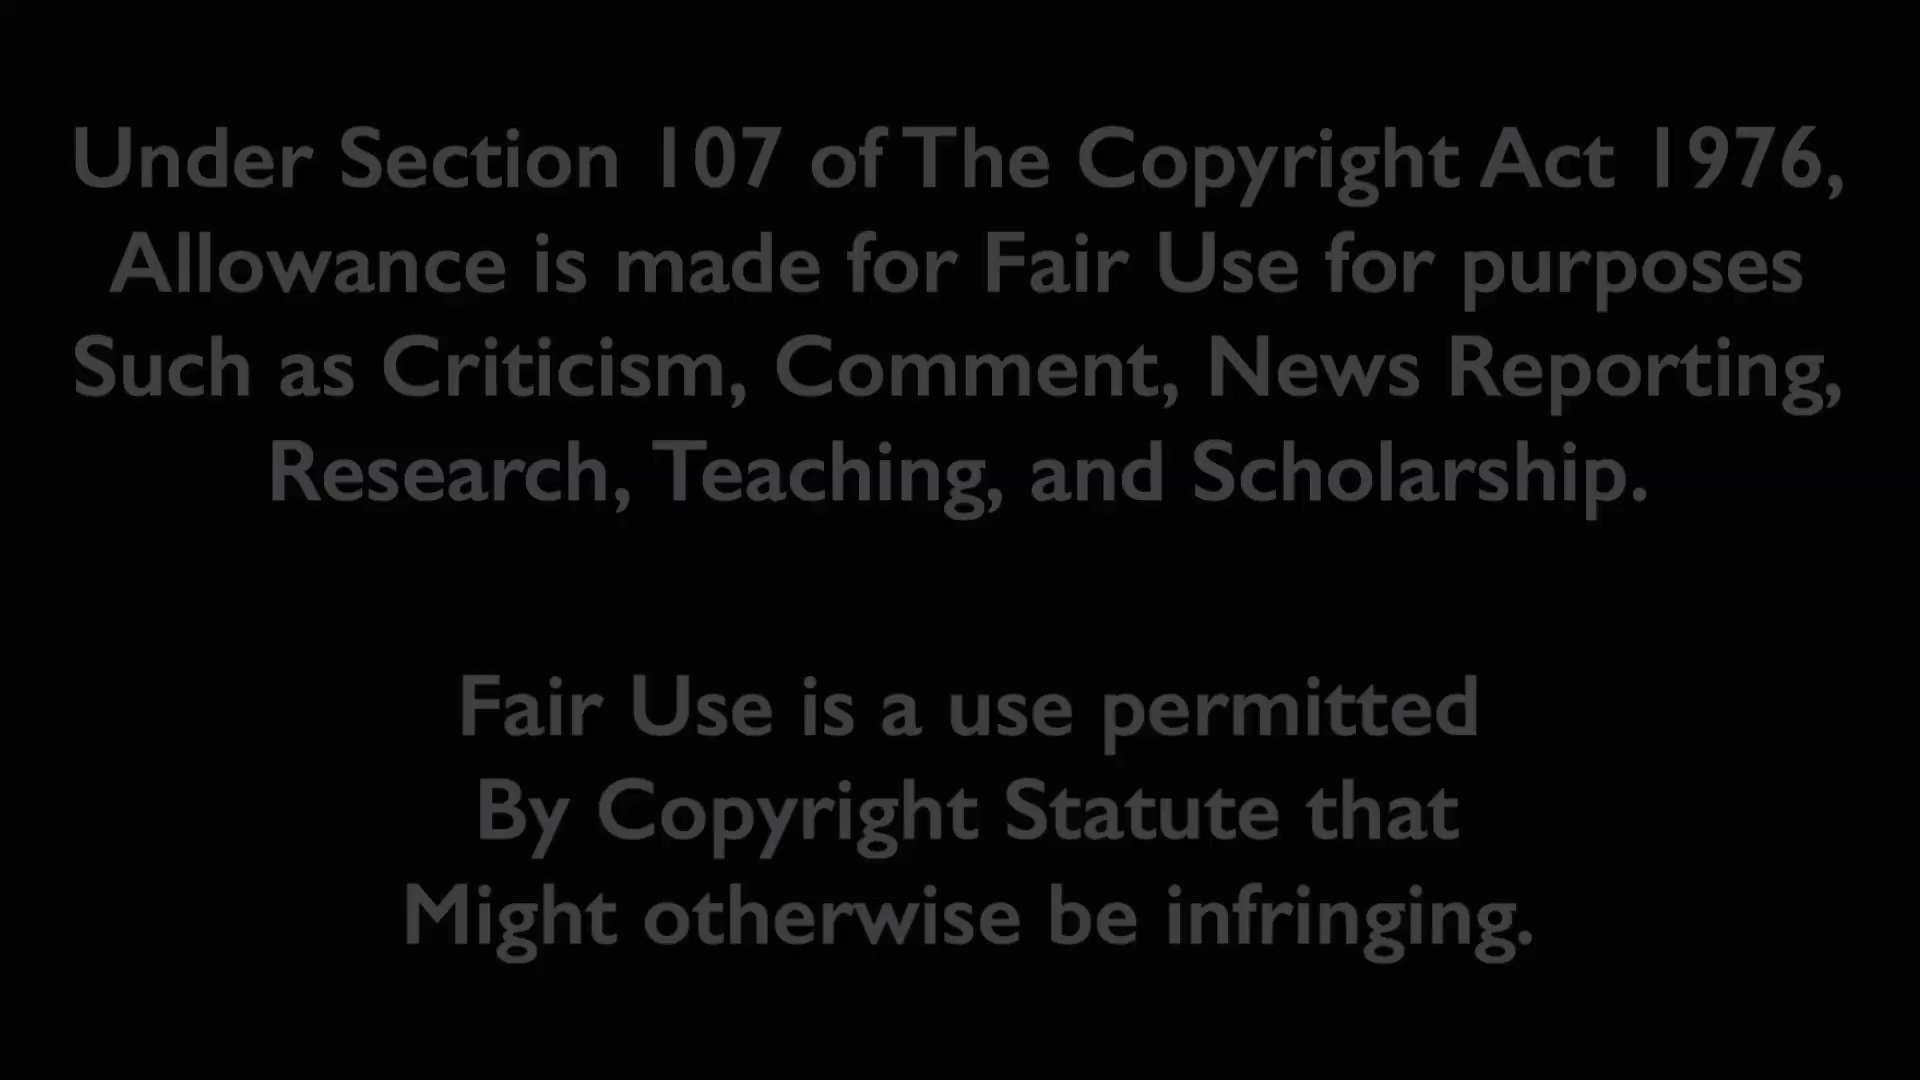 Under Section 107 of The Copyright Act 1976,
Allowance is made for Fair Use for purposes
Such as Criticism, Comment, News Reporting,
Research, Teaching, and Scholarship.
Fair Use is a use permitted
By Copyright Statute that
Might otherwise be infringing.